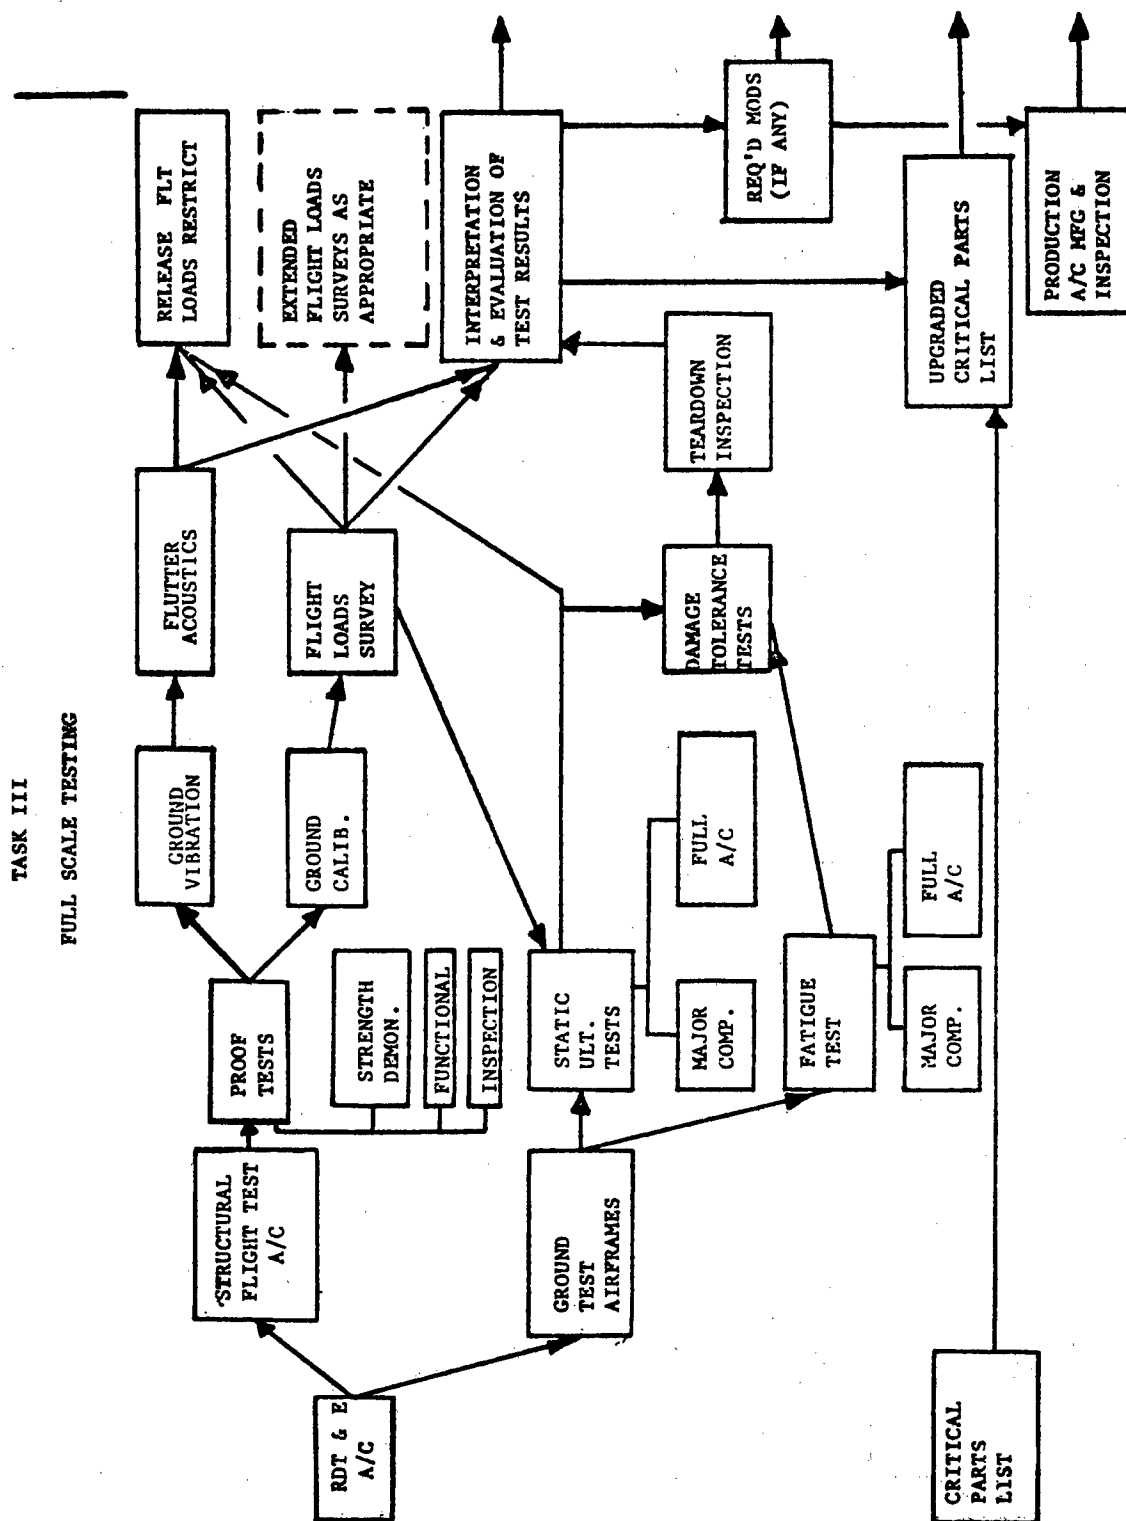 TASK III
FULL SCALE TESTING
RDT & E
A/C
STRUCTURAL
FLIGHT TEST
A/C
PROOF
TESTS
STRENGTH
DEMON.
FUNCTIONAL
INSPECTION
GROUND
VIBRATION
GROUND
CALIB.
FLUTTER
ACOUSTICS
FLIGHT
LOADS
SURVEY
RELEASE FLT
LOADS RESTRICT
EXTENDED
FLIGHT LOADS
SURVEYS AS
APPROPRIATE
INTERPRETATION
& EVALUATION OF
TEST RESULTS
GROUND
TEST
AIRFRAMES
STATIC
ULT.
TESTS
MAJOR
COMP.
FULL
A/C
DAMAGE
TOLERANCE
TESTS
TEARDOWN
INSPECTION
REQ'D MODS
(IF ANY)
FATIGUE
TEST
MAJOR
COMP.
FULL
A/C
CRITICAL
PARTS
LIST
UPGRADED
CRITICAL PARTS
LIST
PRODUCTION
A/C MFG &
INSPECTION